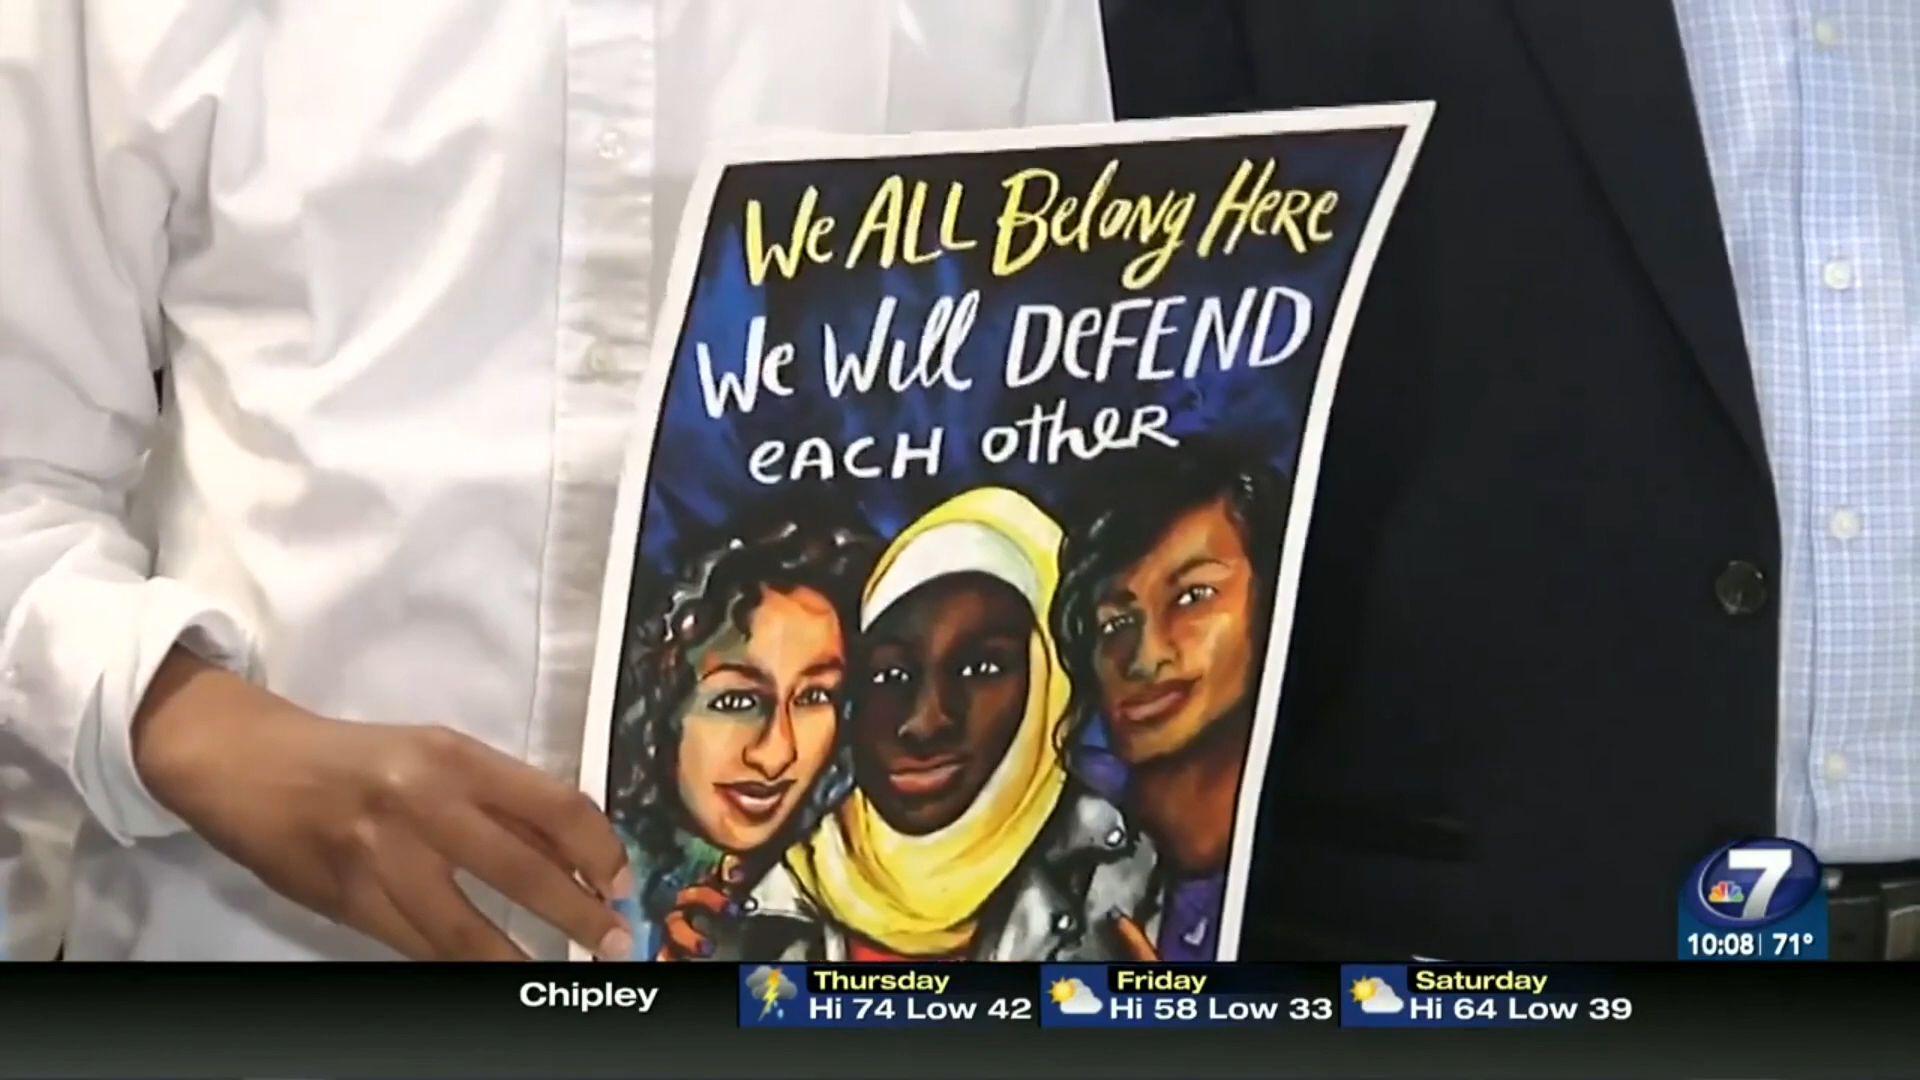 We ALL Belong Here
We Will DeFEND
eACH other
7
10:08 71°
Chipley
Thursday
Hi 74 Low 42
Friday
Hi 58 Low 33
Saturday
Hi 64 Low 39